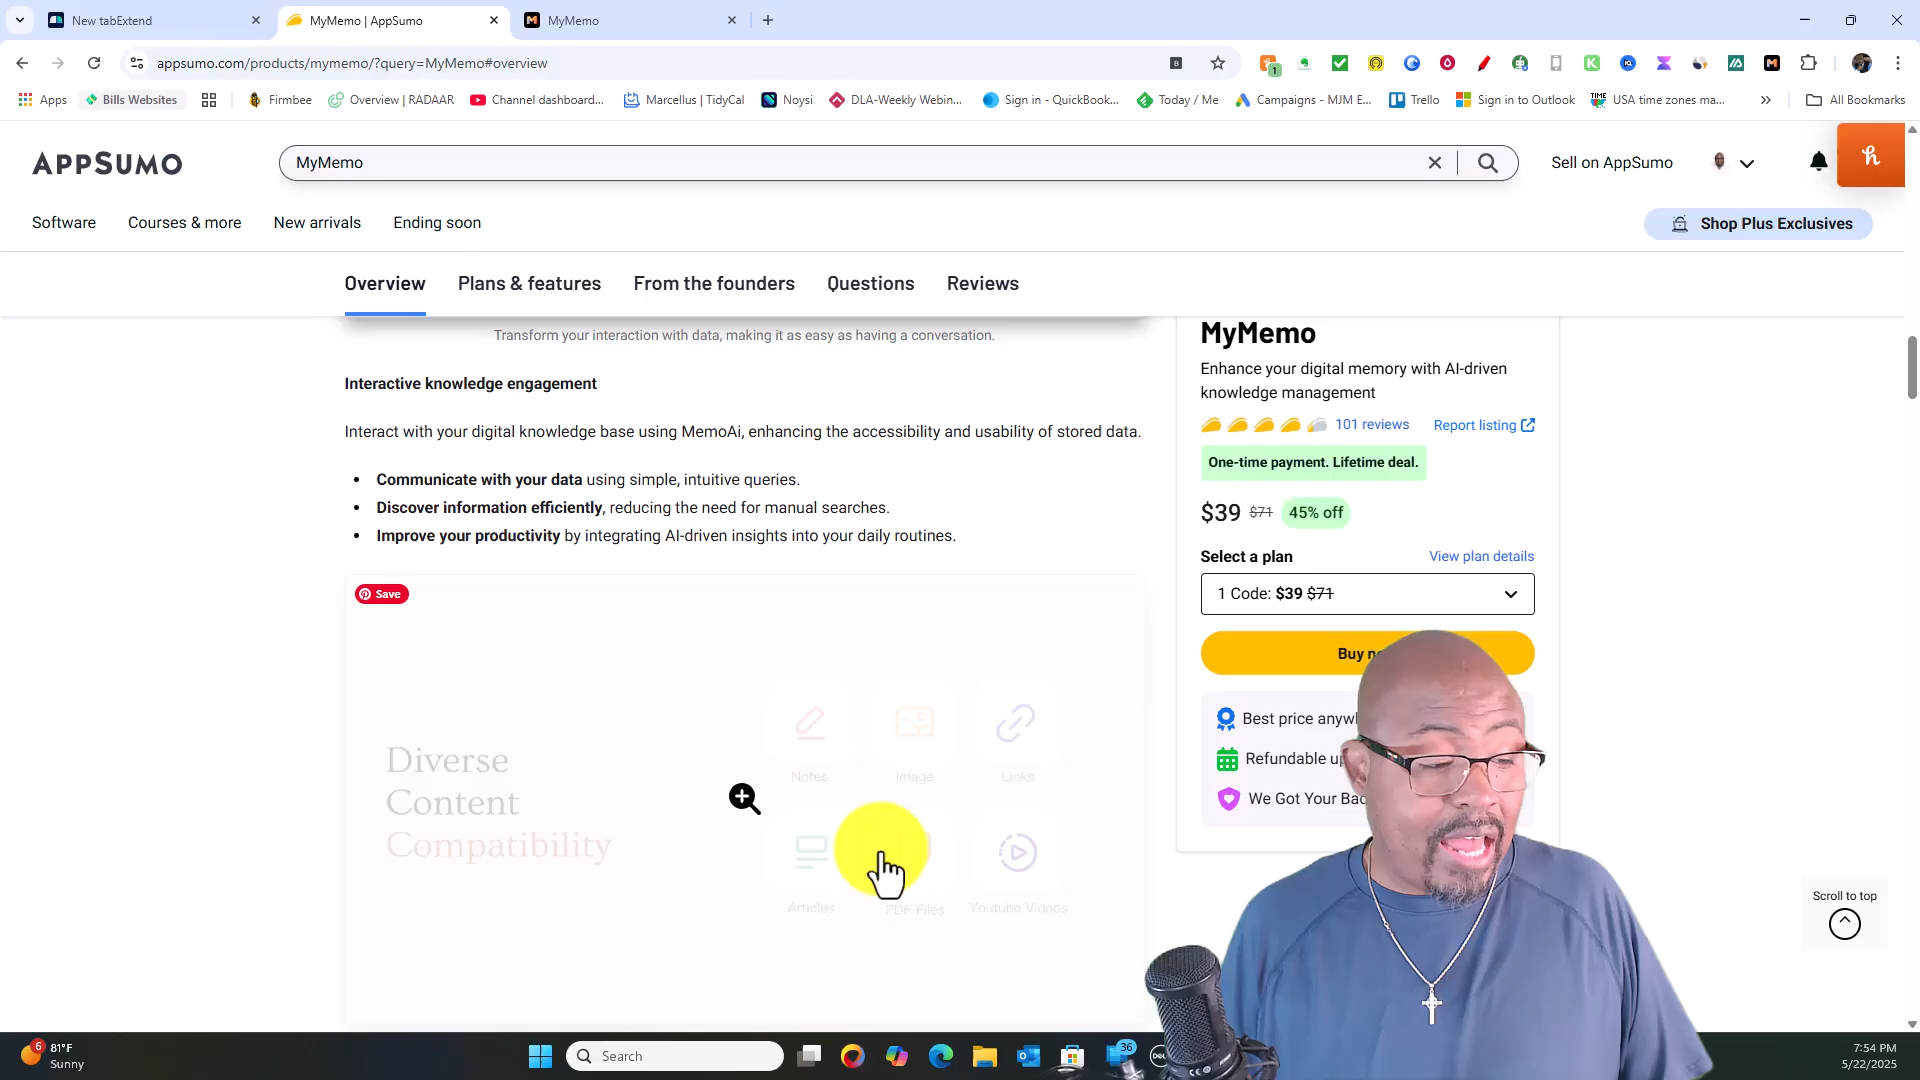 New tabExtend
MyMemo | AppSumo
MyMemo
appsumo.com/products/mymemo/?query=MyMemo#overview
Apps
Bills Websites
Firmbee
Overview | RADAAR
Channel dashboard...
Marcellus | TidyCal
Noysi
DLA-Weekly Webin...
Sign in - QuickBook...
Today / Me
Campaigns - MJM E...
Trello
Sign in to Outlook
USA time zones ma...
All Bookmarks
APPSUMO
MyMemo
Sell on AppSumo
Software
Courses & more
New arrivals
Ending soon
Shop Plus Exclusives
Overview
Plans & features
From the founders
Questions
Reviews
Transform your interaction with data, making it as easy as having a conversation.
Interactive knowledge engagement
Interact with your digital knowledge base using MemoAi, enhancing the accessibility and usability of stored data.
• Communicate with your data using simple, intuitive queries.
• Discover information efficiently, reducing the need for manual searches.
• Improve your productivity by integrating AI-driven insights into your daily routines.
Save
Diverse
Content
Compatibility
Notes
Image
Links
Articles
PDF Files
Youtube Videos
MyMemo
Enhance your digital memory with AI-driven
knowledge management
101 reviews
Report listing
One-time payment. Lifetime deal.
$39 $71 45% off
Select a plan
View plan details
1 Code: $39 $71
Buy
Best price
Refundable
We Got Your
Scroll to top
6
81°F
Sunny
Search
36
DELL
7:54 PM
5/22/2025